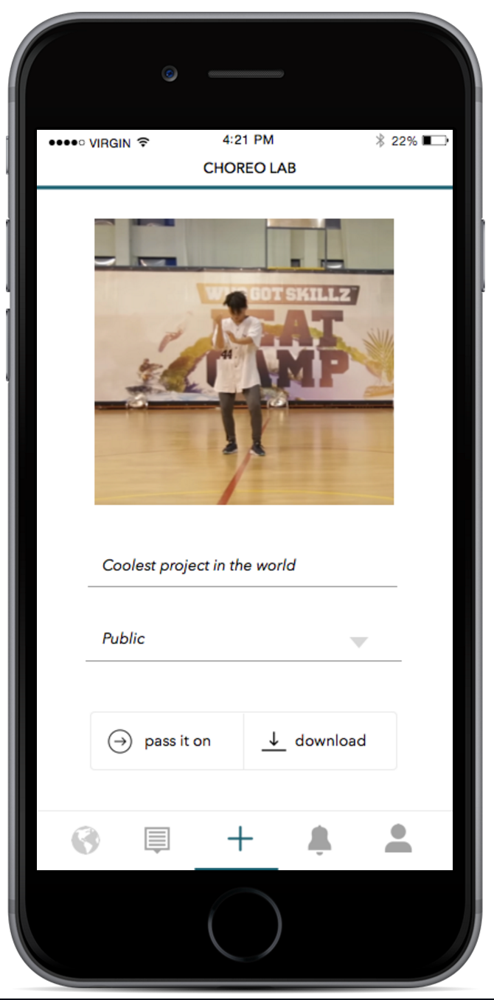 VIRGIN 4:21 PM 22%
CHOREO LAB
GOT SKILLZ
CAMP
44
Coolest project in the world
Public
pass it on download